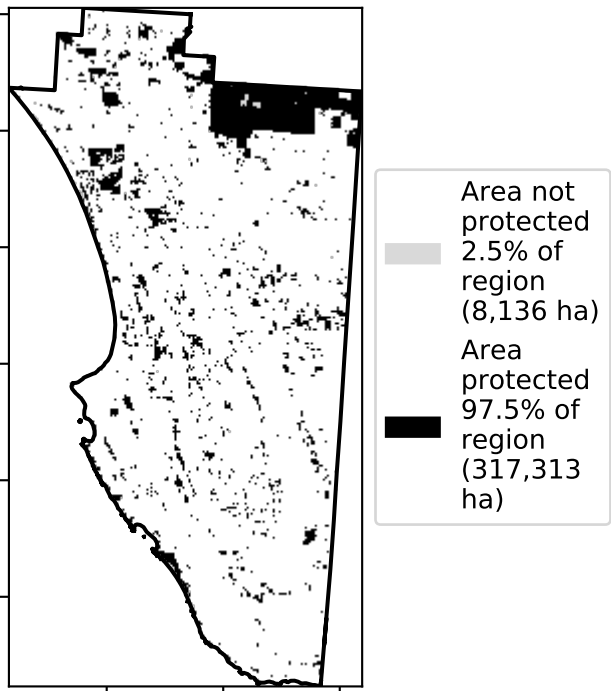 Area not
protected
2.5% of
region
(8,136 ha)
Area
protected
97.5% of
region
(317,313
ha)